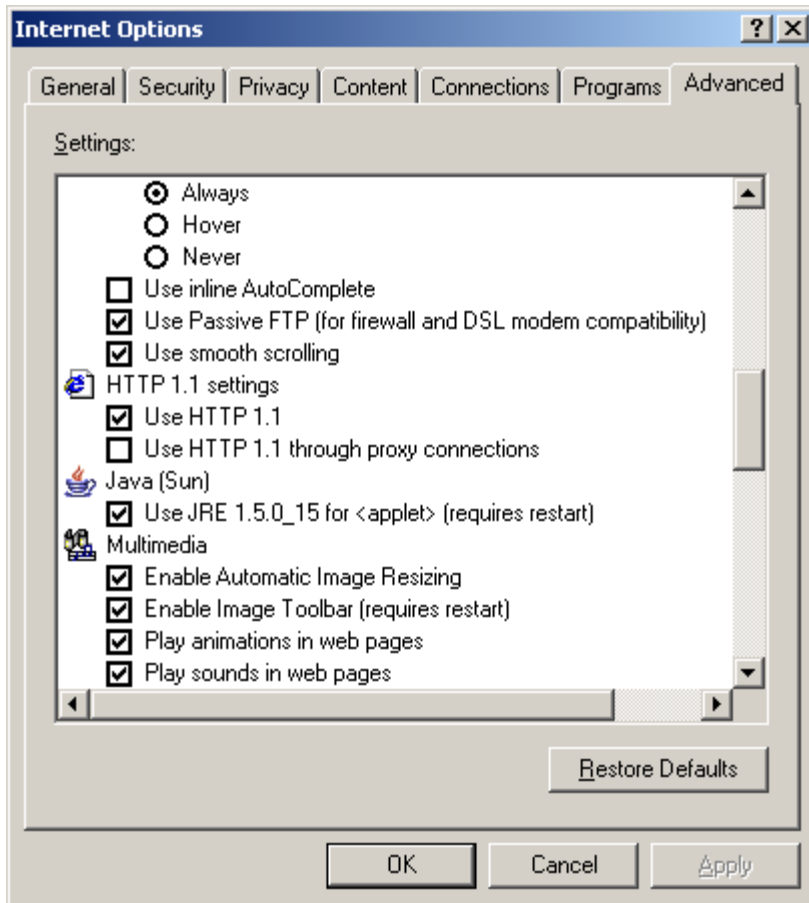 Internet Options
General Security Privacy Content Connections Programs Advanced
Settings:
Always
Hover
Never
Use inline AutoComplete
Use Passive FTP (for firewall and DSL modem compatibility)
Use smooth scrolling
HTTP 1.1 settings
Use HTTP 1.1
Use HTTP 1.1 through proxy connections
Java (Sun)
Use JRE 1.5.0_15 for <applet> (requires restart)
Multimedia
Enable Automatic Image Resizing
Enable Image Toolbar (requires restart)
Play animations in web pages
Play sounds in web pages
Restore Defaults
OK Cancel Apply